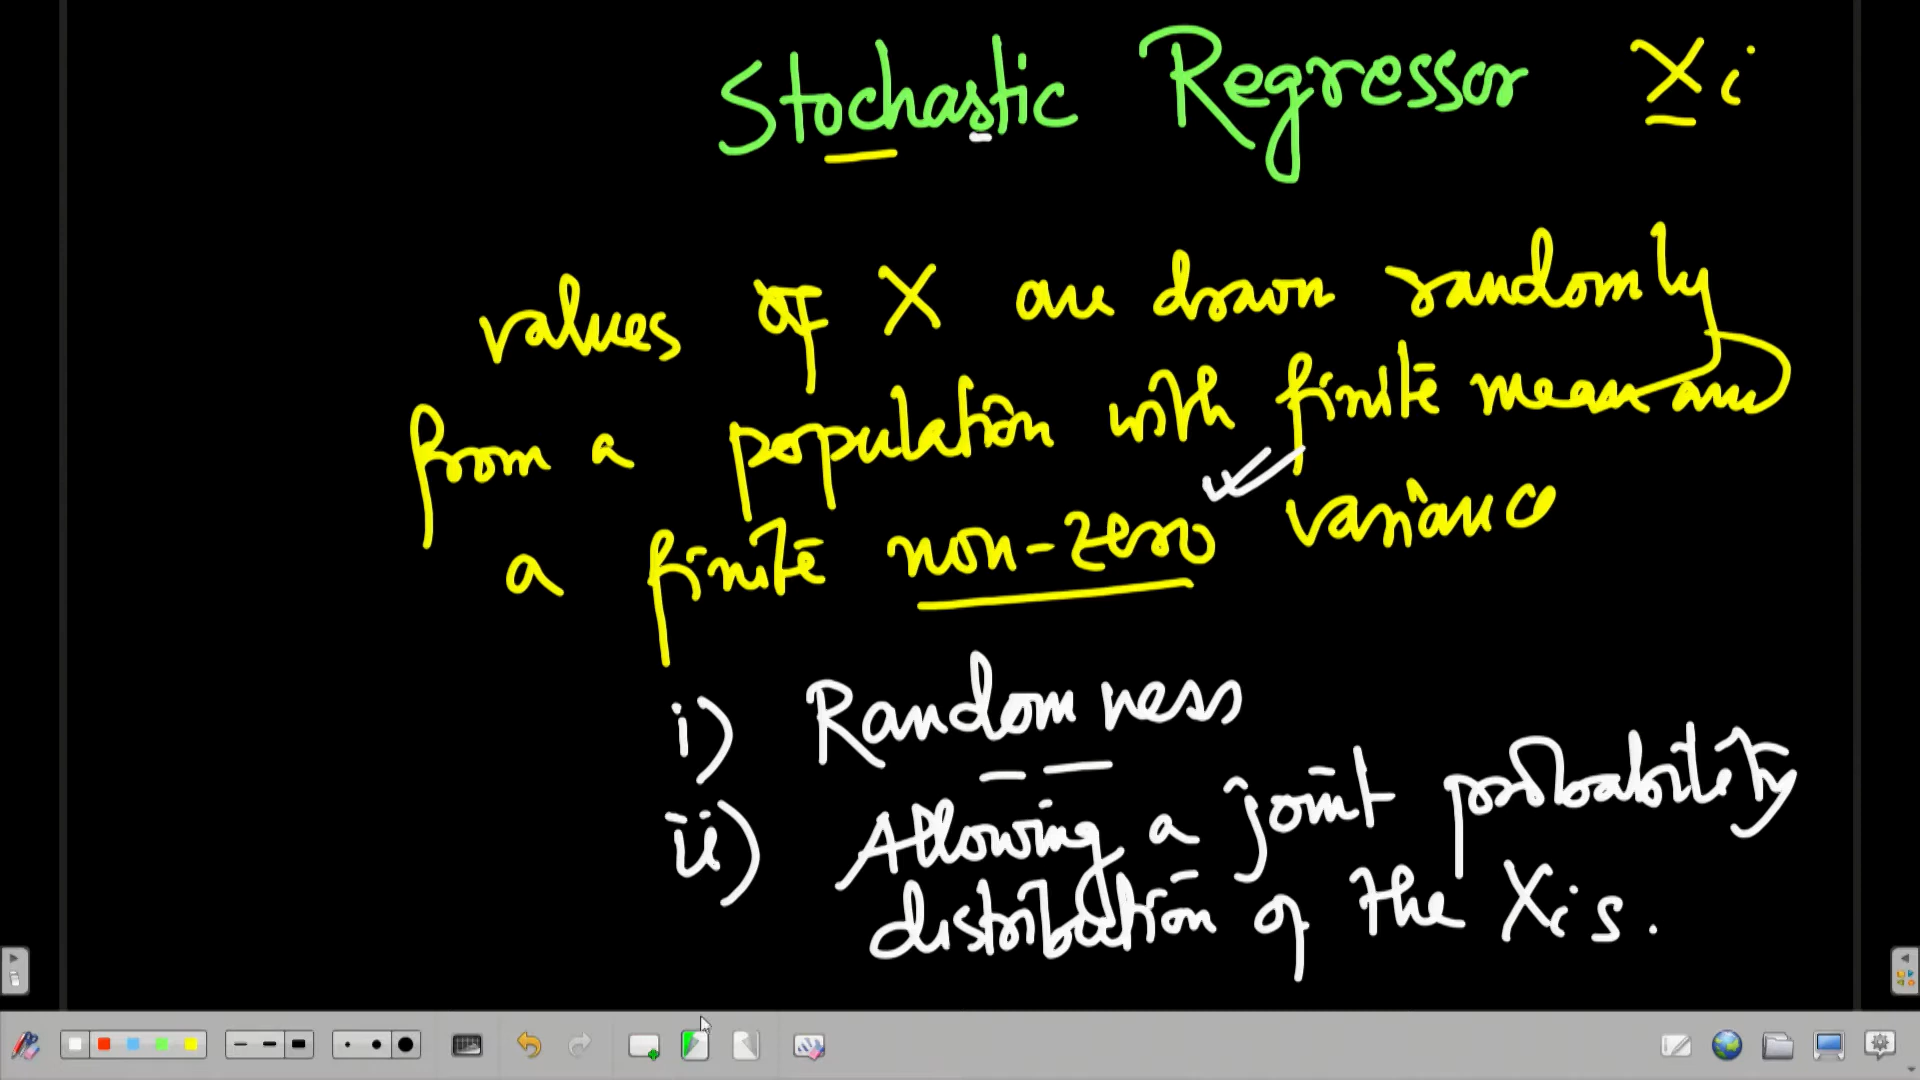 Stochastic Regressor Xi
values of X are drawn randomly
from a population with finite mean and
a finite non-zero variance
i) Randomness
ii) Allowing a joint probability
distribution of the Xis.